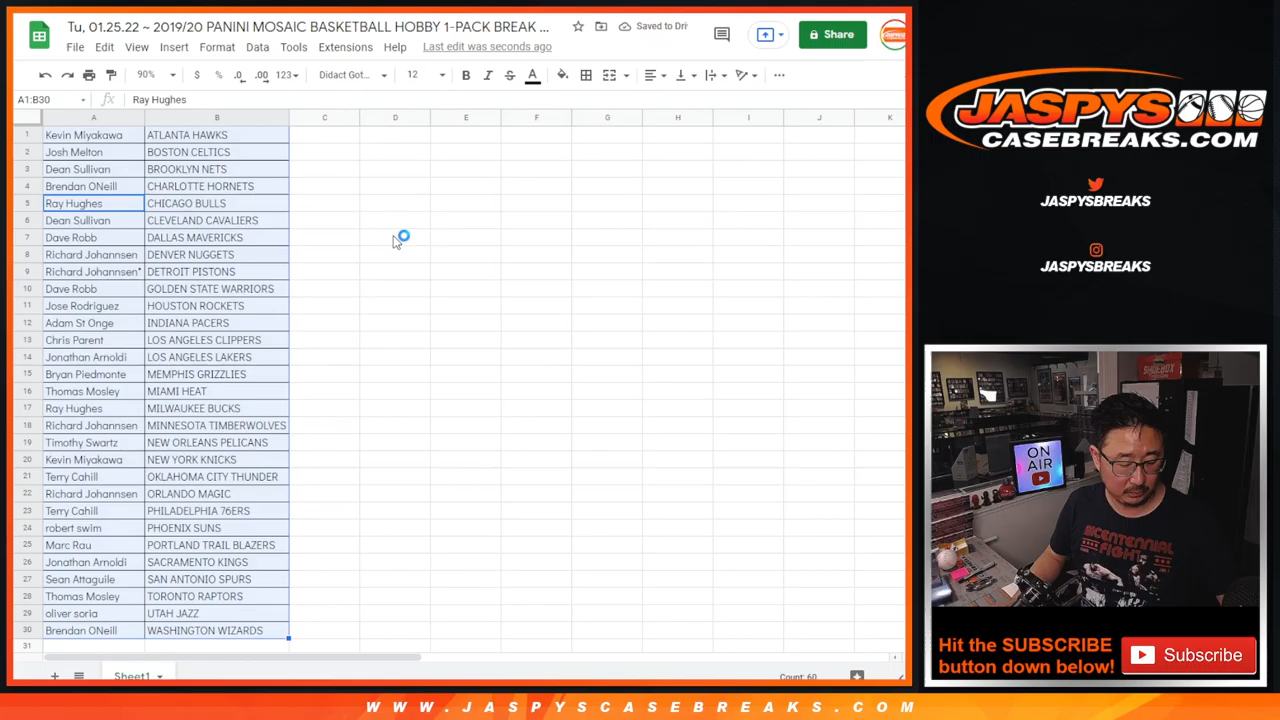 Tu, 01.25.22 ~ 2019/20 PANINI MOSAIC BASKETBALL HOBBY 1-PACK BREAK ...
Saved to Dri
Share
File Edit View Insert Format Data Tools Extensions Help Last edit was seconds ago
90% $ % .0 .00 123 Didact Got... 12 B I S A
A1:B30 fx Ray Hughes
A B C D E F G H I J K
1 Kevin Miyakawa ATLANTA HAWKS
2 Josh Melton BOSTON CELTICS
3 Dean Sullivan BROOKLYN NETS
4 Brendan ONeill CHARLOTTE HORNETS
5 Ray Hughes CHICAGO BULLS
6 Dean Sullivan CLEVELAND CAVALIERS
7 Dave Robb DALLAS MAVERICKS
8 Richard Johannsen DENVER NUGGETS
9 Richard Johannsen* DETROIT PISTONS
10 Dave Robb GOLDEN STATE WARRIORS
11 Jose Rodriguez HOUSTON ROCKETS
12 Adam St Onge INDIANA PACERS
13 Chris Parent LOS ANGELES CLIPPERS
14 Jonathan Arnoldi LOS ANGELES LAKERS
15 Bryan Piedmonte MEMPHIS GRIZZLIES
16 Thomas Mosley MIAMI HEAT
17 Ray Hughes MILWAUKEE BUCKS
18 Richard Johannsen MINNESOTA TIMBERWOLVES
19 Timothy Swartz NEW ORLEANS PELICANS
20 Kevin Miyakawa NEW YORK KNICKS
21 Terry Cahill OKLAHOMA CITY THUNDER
22 Richard Johannsen ORLANDO MAGIC
23 Terry Cahill PHILADELPHIA 76ERS
24 robert swim PHOENIX SUNS
25 Marc Rau PORTLAND TRAIL BLAZERS
26 Jonathan Arnoldi SACRAMENTO KINGS
27 Sean Attaguile SAN ANTONIO SPURS
28 Thomas Mosley TORONTO RAPTORS
29 oliver soria UTAH JAZZ
30 Brendan ONeill WASHINGTON WIZARDS
31
Sheet1 Count: 60
JASPYS
CASEBREAKS.COM
JASPYSBREAKS
JASPYSBREAKS
SHOEBOX
ON
AIR
BICENTENNIAL
FIGHT
Hit the SUBSCRIBE
button down below!
Subscribe
WWW.JASPYSCASEBREAKS.COM